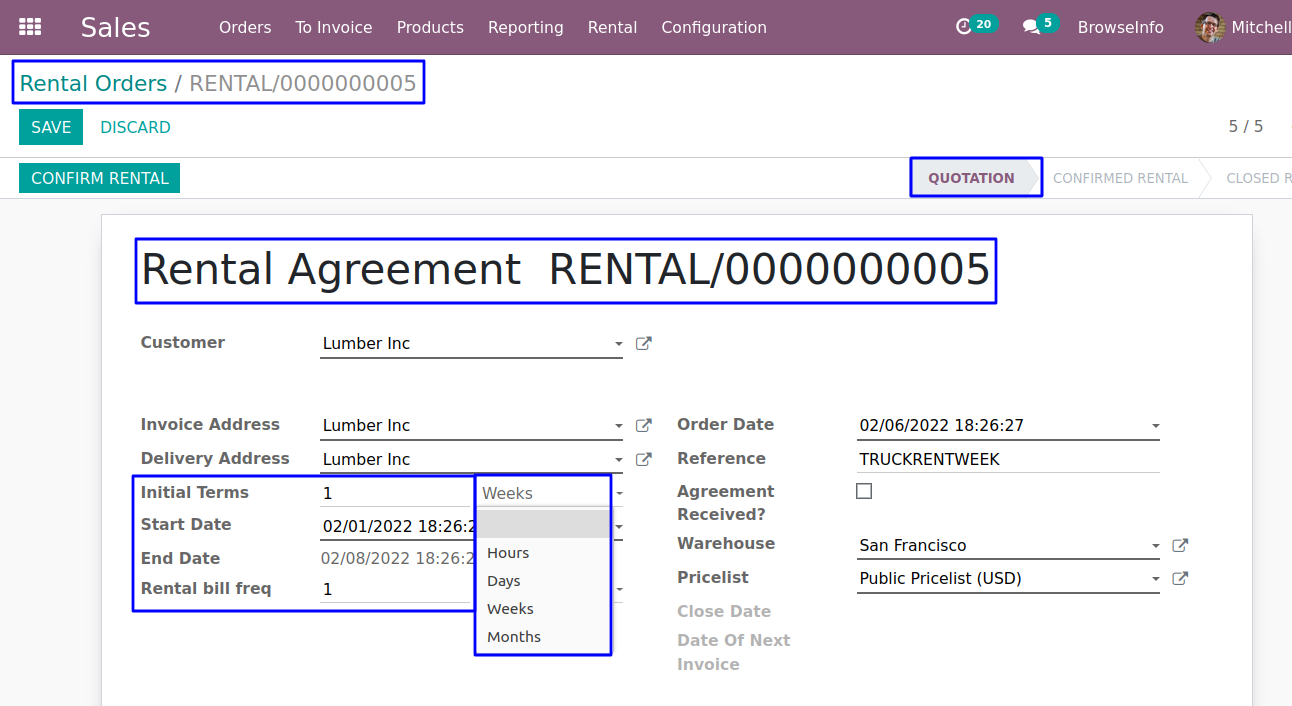 Sales Orders To Invoice Products Reporting Rental Configuration 20 5 BrowseInfo Mitchell
Rental Orders / RENTAL/0000000005
SAVE DISCARD 5 / 5
CONFIRM RENTAL QUOTATION CONFIRMED RENTAL CLOSED R
Rental Agreement RENTAL/0000000005
Customer Lumber Inc
Invoice Address Lumber Inc
Delivery Address Lumber Inc
Initial Terms 1 Weeks
Start Date 02/01/2022 18:26:2
End Date 02/08/2022 18:26:2
Rental bill freq 1
Hours
Days
Weeks
Months
Order Date 02/06/2022 18:26:27
Reference TRUCKRENTWEEK
Agreement
Received?
Warehouse San Francisco
Pricelist Public Pricelist (USD)
Close Date
Date Of Next
Invoice